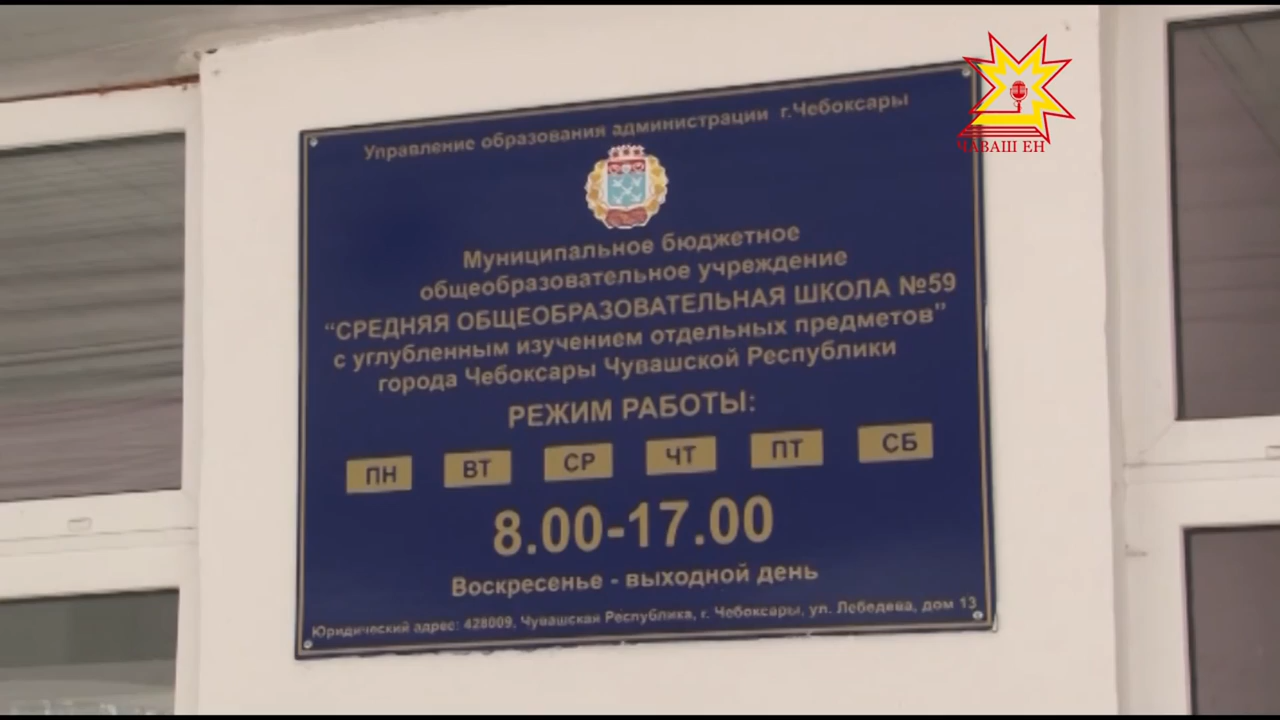 ЧĂВАШ ЕН
Управление образования администрации г.Чебоксары
Муниципальное бюджетное
общеобразовательное учреждение
“СРЕДНЯЯ ОБЩЕОБРАЗОВАТЕЛЬНАЯ ШКОЛА №59
с углубленным изучением отдельных предметов”
города Чебоксары Чувашской Республики
РЕЖИМ РАБОТЫ:
ПН ВТ СР ЧТ ПТ СБ
8.00-17.00
Воскресенье - выходной день
Юридический адрес: 428009, Чувашская Республика, г. Чебоксары, ул. Лебедева, дом 13